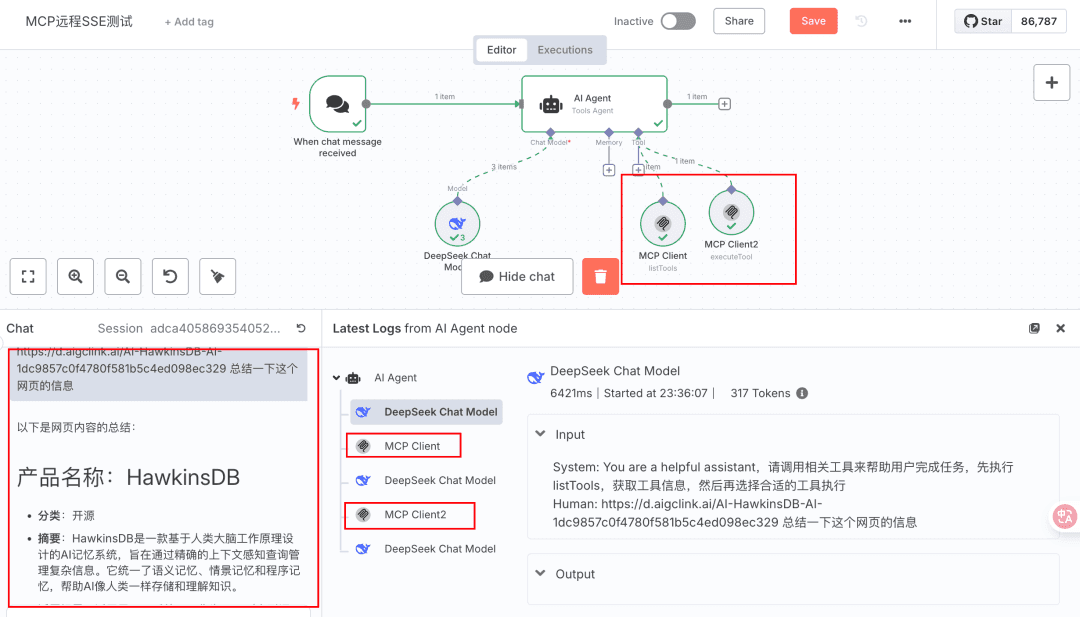 MCP远程SSE测试
+ Add tag
Inactive
Share
Save
Star
86,787
Editor
Executions
1 item
AI Agent
Tools Agent
1 item
When chat message
received
Chat Model*
Memory
Tool
3 items
item
1 item
Model
3
DeepSeek Chat
MCP Client
listTools
MCP Client2
executeTool
Hide chat
Chat
Session adca405869354052...
Latest Logs from AI Agent node
https://d.aigclink.ai/AI-HawkinsDB-AI-
1dc9857c0f4780f581b5c4ed098ec329 总结一下这个
网页的信息
以下是网页内容的总结：
产品名称：HawkinsDB
• 分类：开源
• 摘要：HawkinsDB是一款基于人类大脑工作原理设
计的AI记忆系统，旨在通过精确的上下文感知查询管
理复杂信息。它统一了语义记忆、情景记忆和程序记
忆，帮助AI像人类一样存储和理解知识。
AI Agent
DeepSeek Chat Model
MCP Client
DeepSeek Chat Model
MCP Client2
DeepSeek Chat Model
DeepSeek Chat Model
6421ms | Started at 23:36:07 | 317 Tokens
Input
System: You are a helpful assistant，请调用相关工具来帮助用户完成任务，先执行
listTools，获取工具信息，然后再选择合适的工具执行
Human: https://d.aigclink.ai/AI-HawkinsDB-AI-
1dc9857c0f4780f581b5c4ed098ec329 总结一下这个网页的信息
Output